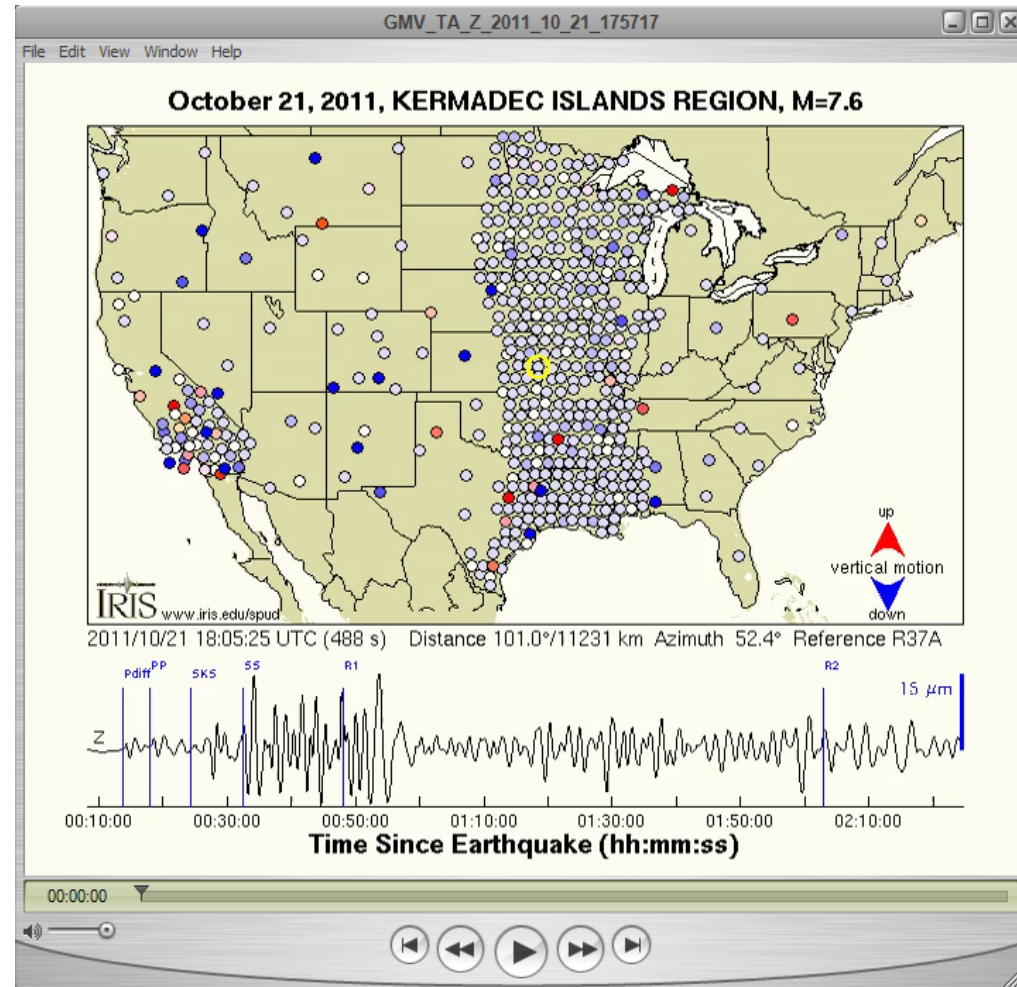 GMV_TA_Z_2011_10_21_175717
File Edit View Window Help
October 21, 2011, KERMADEC ISLANDS REGION, M=7.6
up
vertical motion
down
IRIS www.iris.edu/spud
2011/10/21 18:05:25 UTC (488 s) Distance 101.0°/11231 km Azimuth 52.4° Reference R37A
Pdiff PP SKS SS R1 R2
15 µm
Z
00:10:00 00:30:00 00:50:00 01:10:00 01:30:00 01:50:00 02:10:00
Time Since Earthquake (hh:mm:ss)
00:00:00